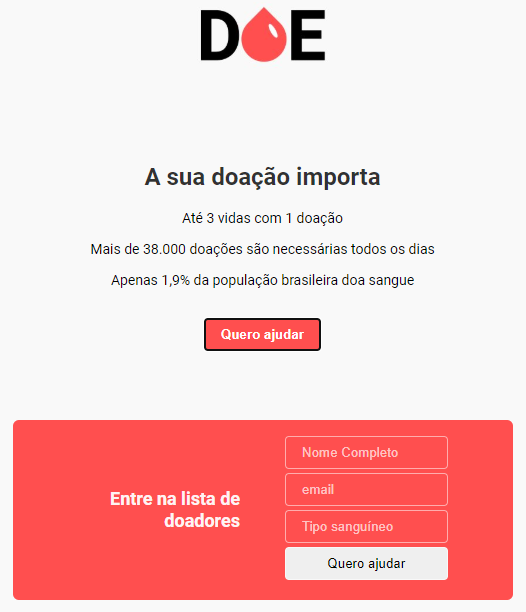 DOE
A sua doação importa
Até 3 vidas com 1 doação
Mais de 38.000 doações são necessárias todos os dias
Apenas 1,9% da população brasileira doa sangue
Quero ajudar
Entre na lista de
doadores
Nome Completo
email
Tipo sanguíneo
Quero ajudar